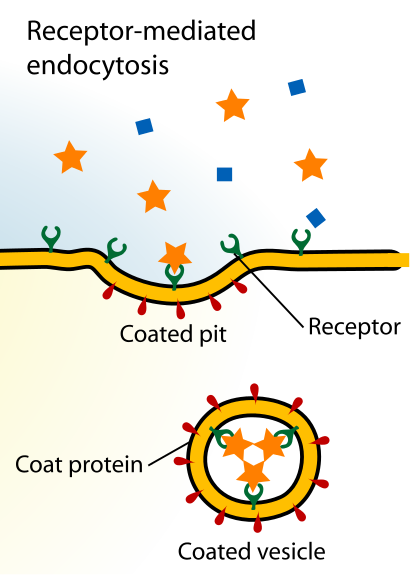 Receptor-mediated
endocytosis
Coated pit
Receptor
Coat protein
Coated vesicle